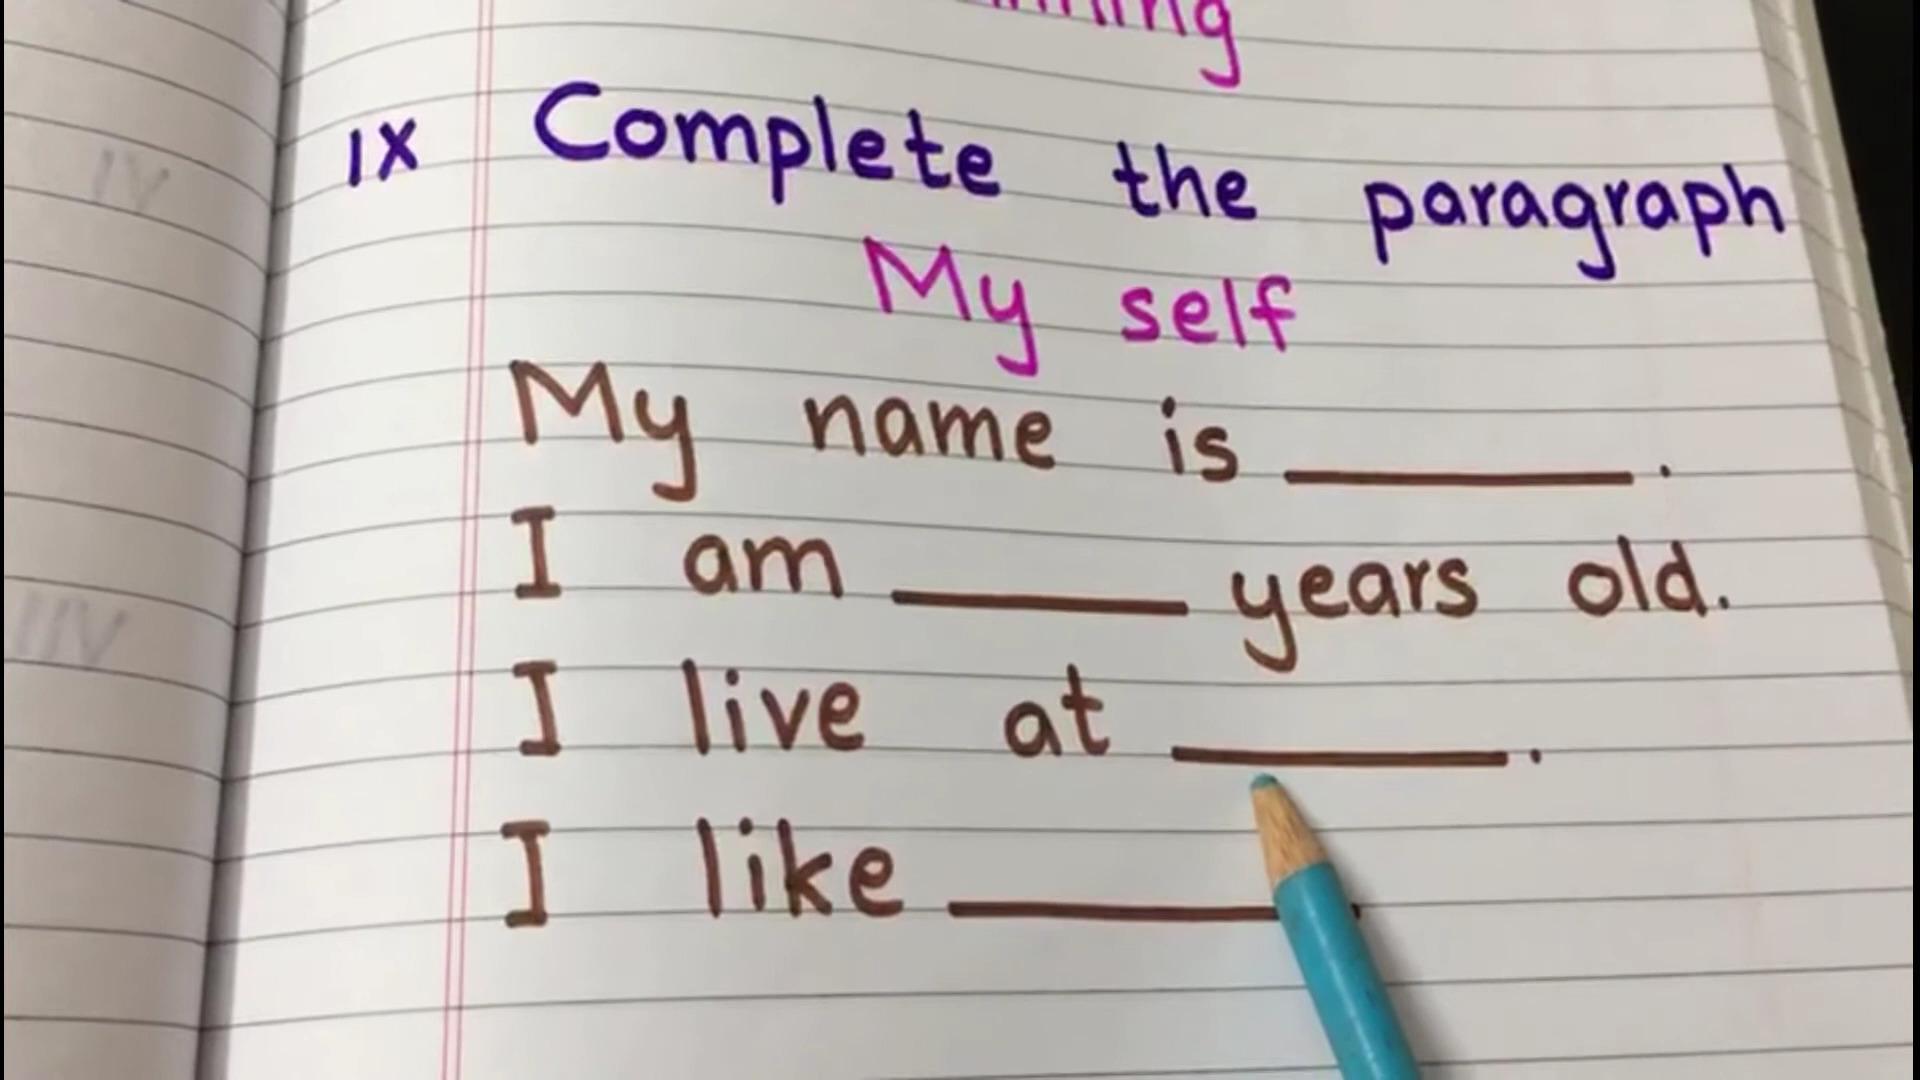 IX Complete the paragraph
My self
My name is ______.
I am ______ years old.
I live at ______.
I like ______.